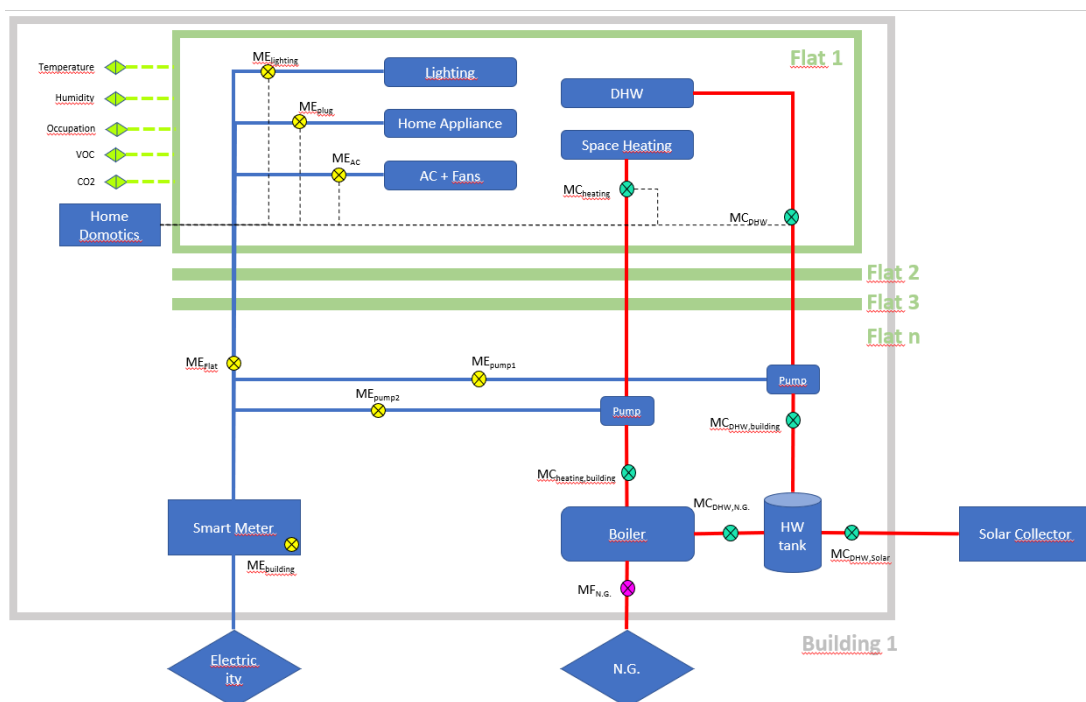 Flat 1
ME lighting
Lighting
Temperature
DHW
Humidity
ME plug
Home Appliance
Occupation
Space Heating
VOC
ME AC
AC + Fans
CO2
MC heating
MC DHW
Home
Domotics
Flat 2
Flat 3
Flat n
ME Flat
ME pump1
Pump
ME pump2
Pump
MC DHW,building
MC heating,building
MC DHW,N.G.
Smart Meter
Boiler
HW
tank
Solar Collector
MC DHW,Solar
ME building
MF N.G.
Building 1
Electric
ity
N.G.